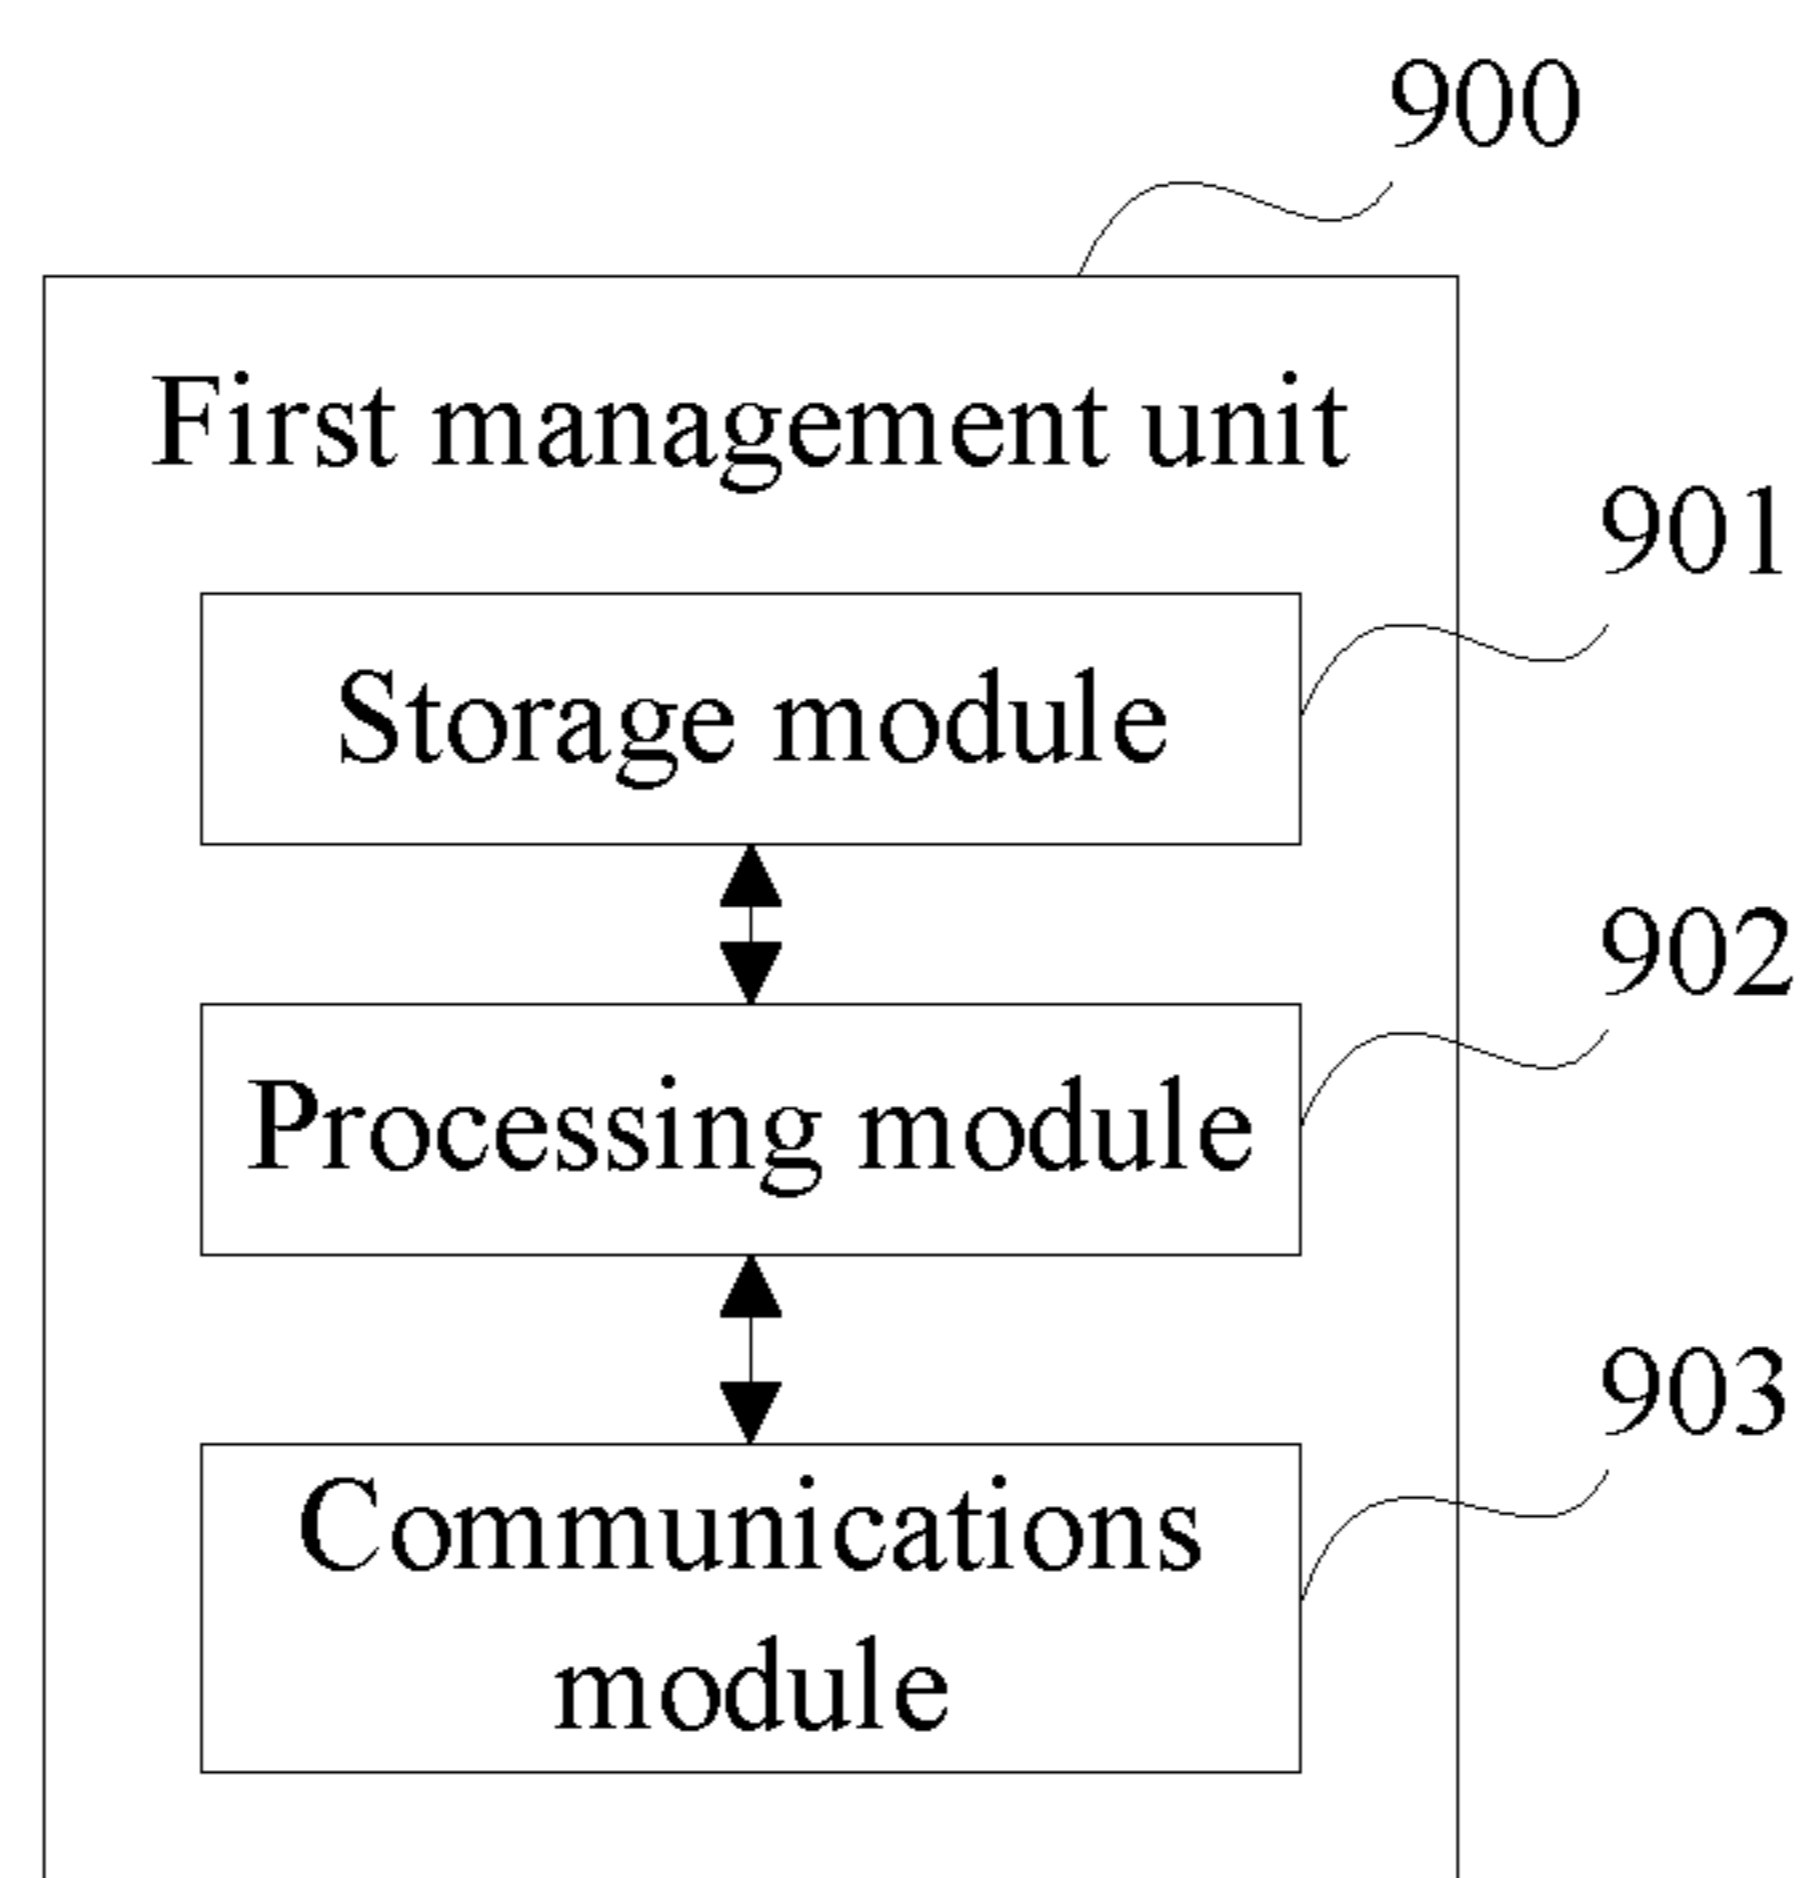 900
First management unit
901
Storage module
902
Processing module
903
Communications
module